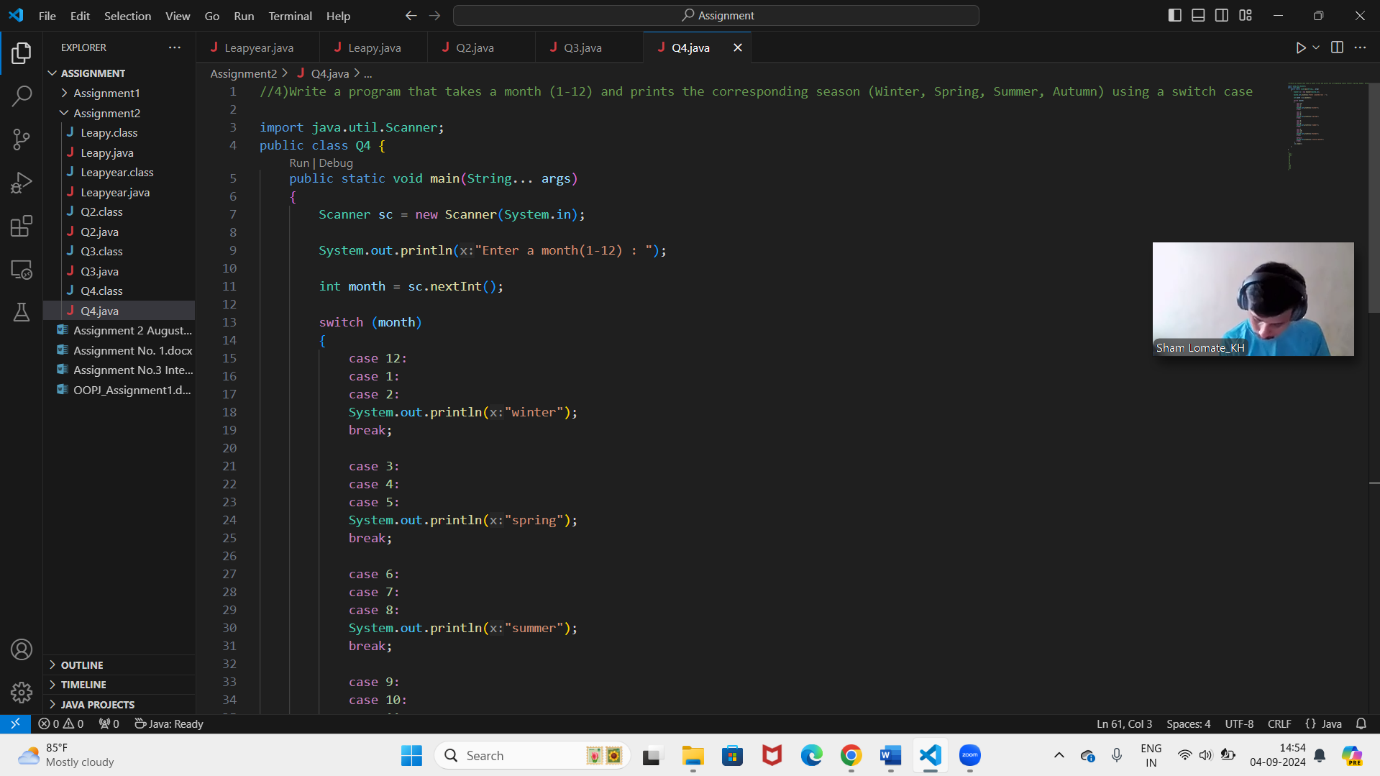 File Edit Selection View Go Run Terminal Help
Assignment
EXPLORER
Leapyear.java
Leapy.java
Q2.java
Q3.java
Q4.java
Assignment2 > Q4.java > ...
ASSIGNMENT
Assignment1
Assignment2
Leapy.class
Leapy.java
Leapyear.class
Leapyear.java
Q2.class
Q2.java
Q3.class
Q3.java
Q4.class
Q4.java
Assignment 2 August...
Assignment No. 1.docx
Assignment No.3 Inte...
OOPJ_Assignment1.d...
OUTLINE
TIMELINE
JAVA PROJECTS
1 //4)Write a program that takes a month (1-12) and prints the corresponding season (Winter, Spring, Summer, Autumn) using a switch case
2
3 import java.util.Scanner;
4 public class Q4 {
Run | Debug
5 public static void main(String... args)
6 {
7 Scanner sc = new Scanner(System.in);
8
9 System.out.println(x:"Enter a month(1-12) : ");
10
11 int month = sc.nextInt();
12
13 switch (month)
14 {
15 case 12:
16 case 1:
17 case 2:
18 System.out.println(x:"winter");
19 break;
20
21 case 3:
22 case 4:
23 case 5:
24 System.out.println(x:"spring");
25 break;
26
27 case 6:
28 case 7:
29 case 8:
30 System.out.println(x:"summer");
31 break;
32
33 case 9:
34 case 10:
Sham Lomate_KH
0 0 0 Java: Ready
Ln 61, Col 3 Spaces: 4 UTF-8 CRLF {} Java
85°F
Mostly cloudy
Search
ENG
IN
14:54
04-09-2024